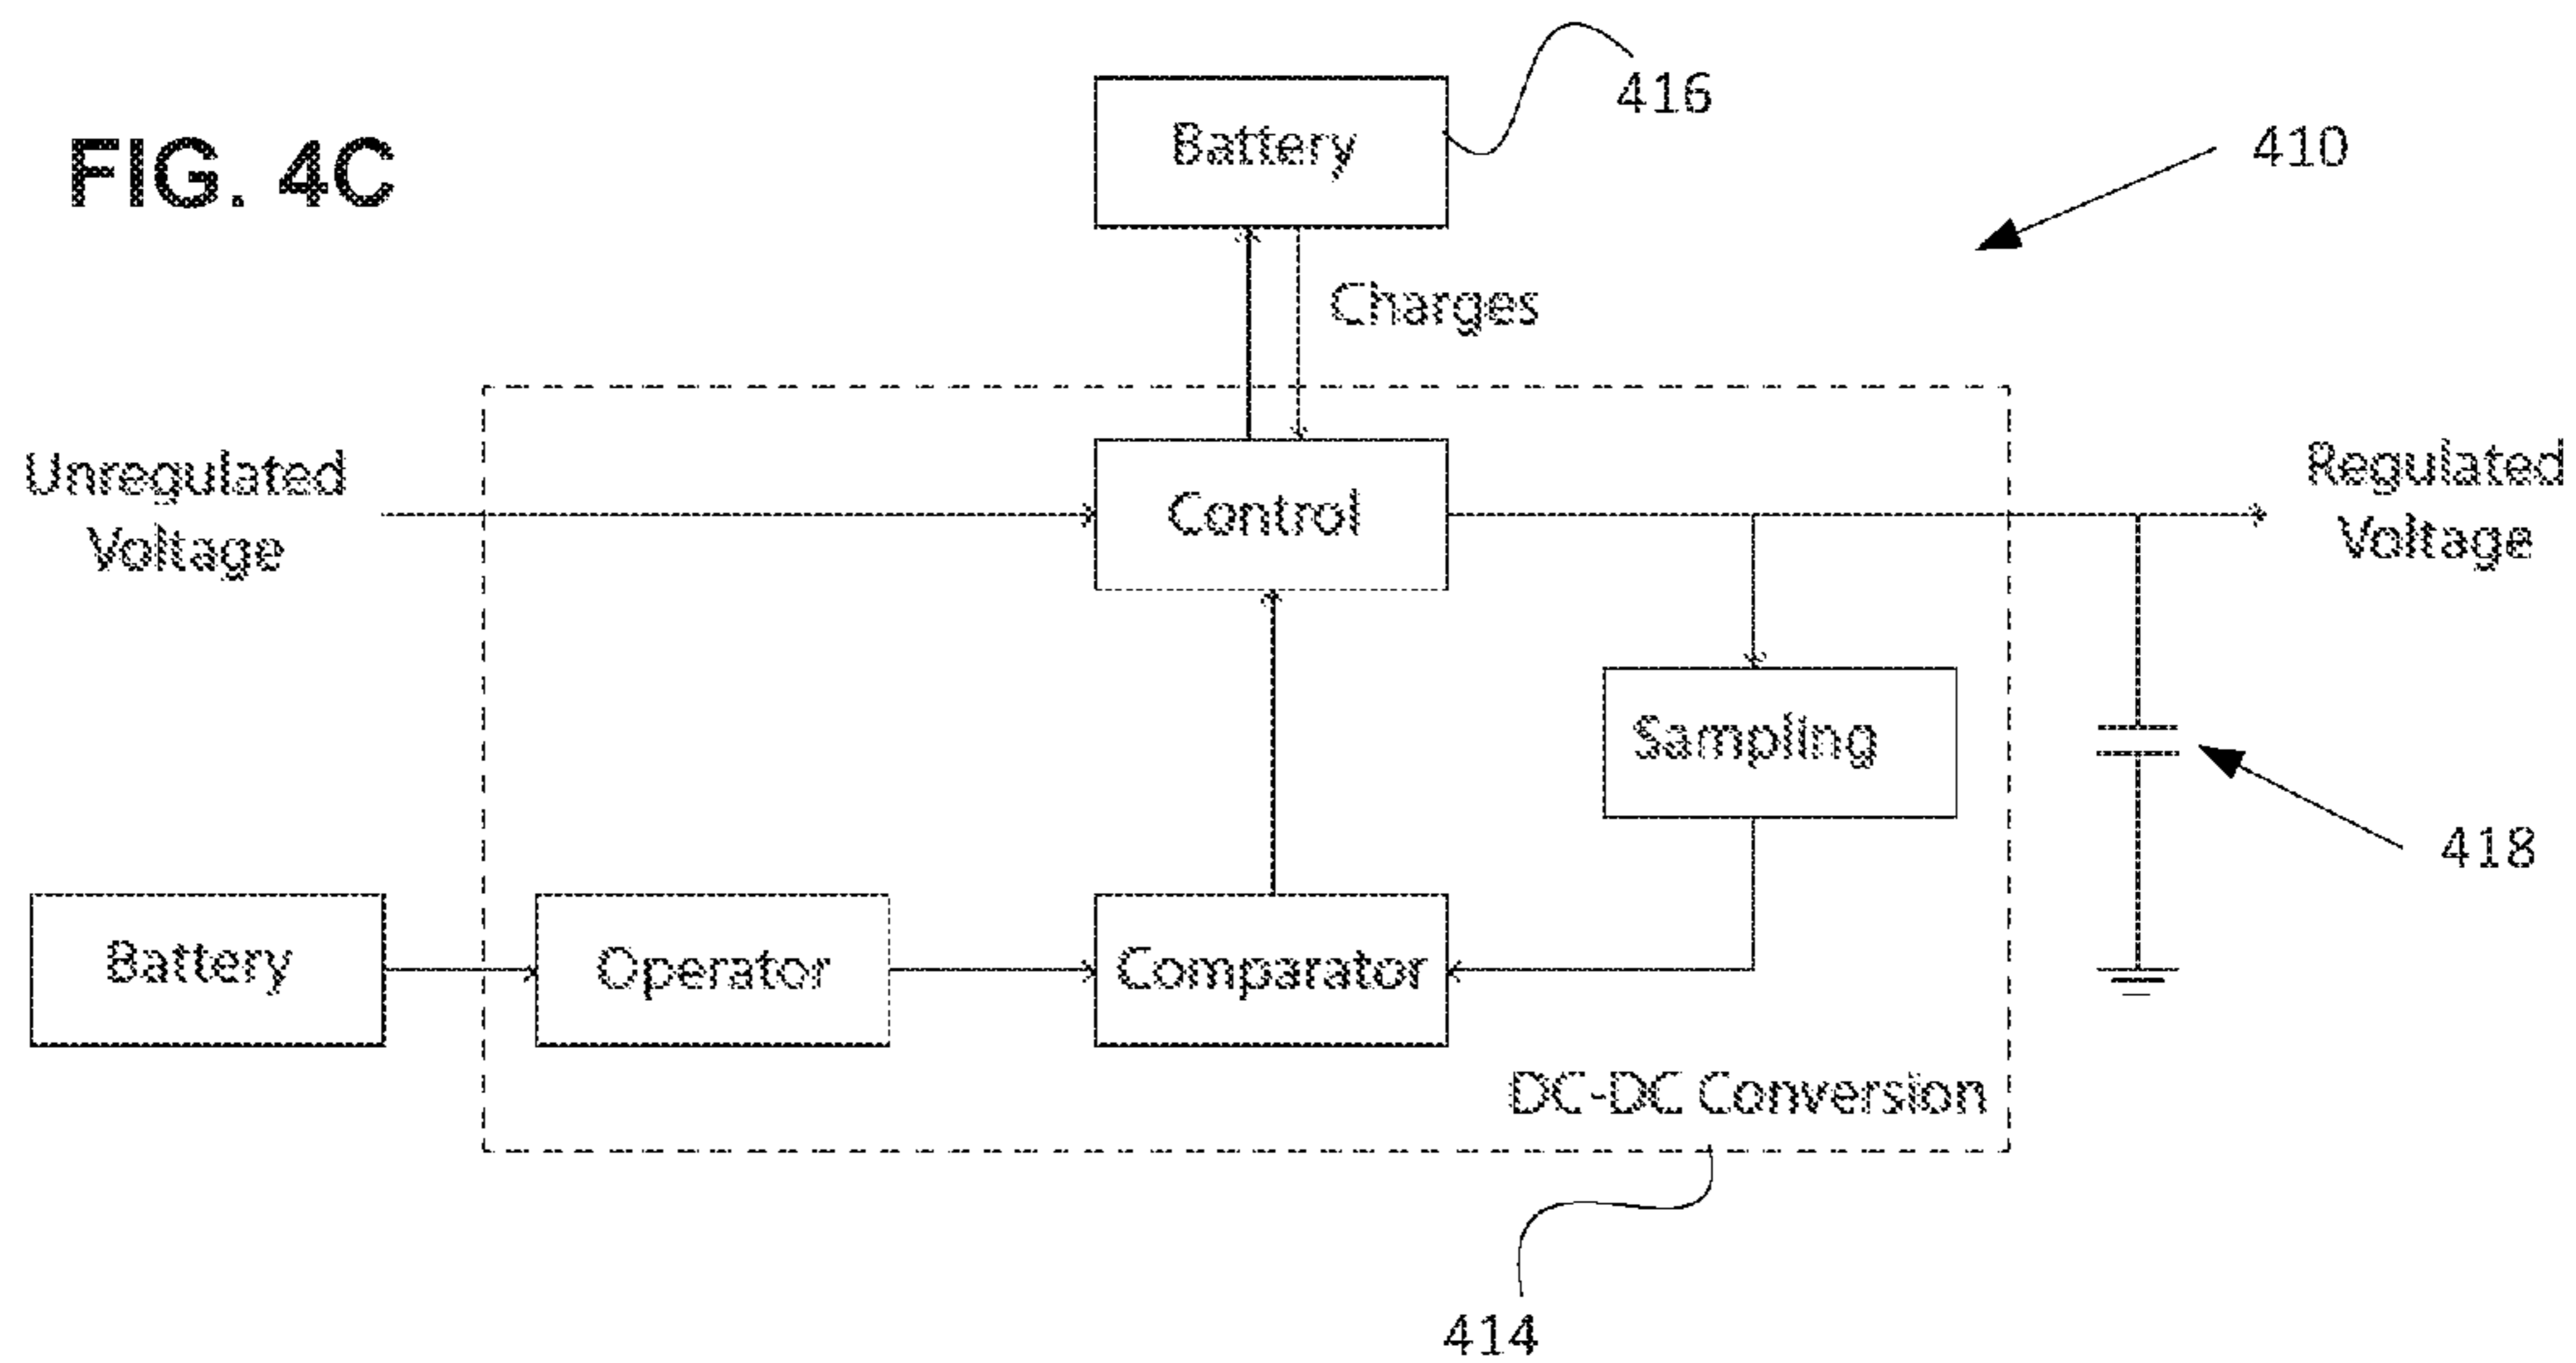 FIG. 4C
416
Battery
410
Charges
Unregulated
Voltage
Control
Regulated
Voltage
Sampling
418
Battery
Operator
Comparator
DC-DC Conversion
414